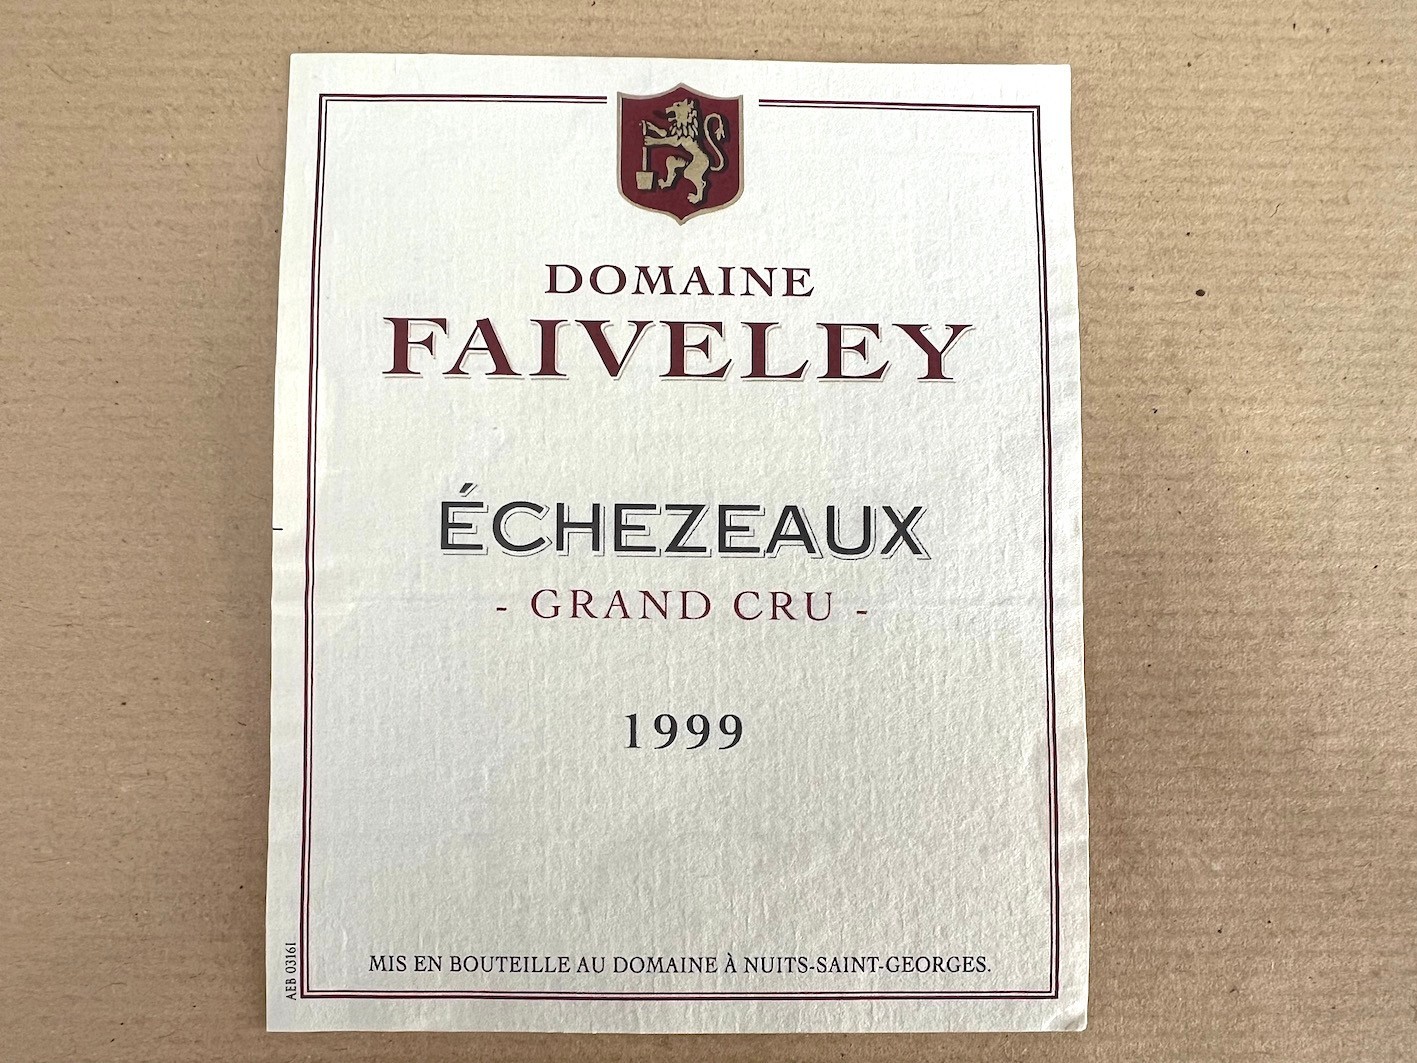 DOMAINE
FAIVELEY
ÉCHEZEAUX
- GRAND CRU -
1999
MIS EN BOUTEILLE AU DOMAINE À NUITS-SAINT-GEORGES.
AEB 03161